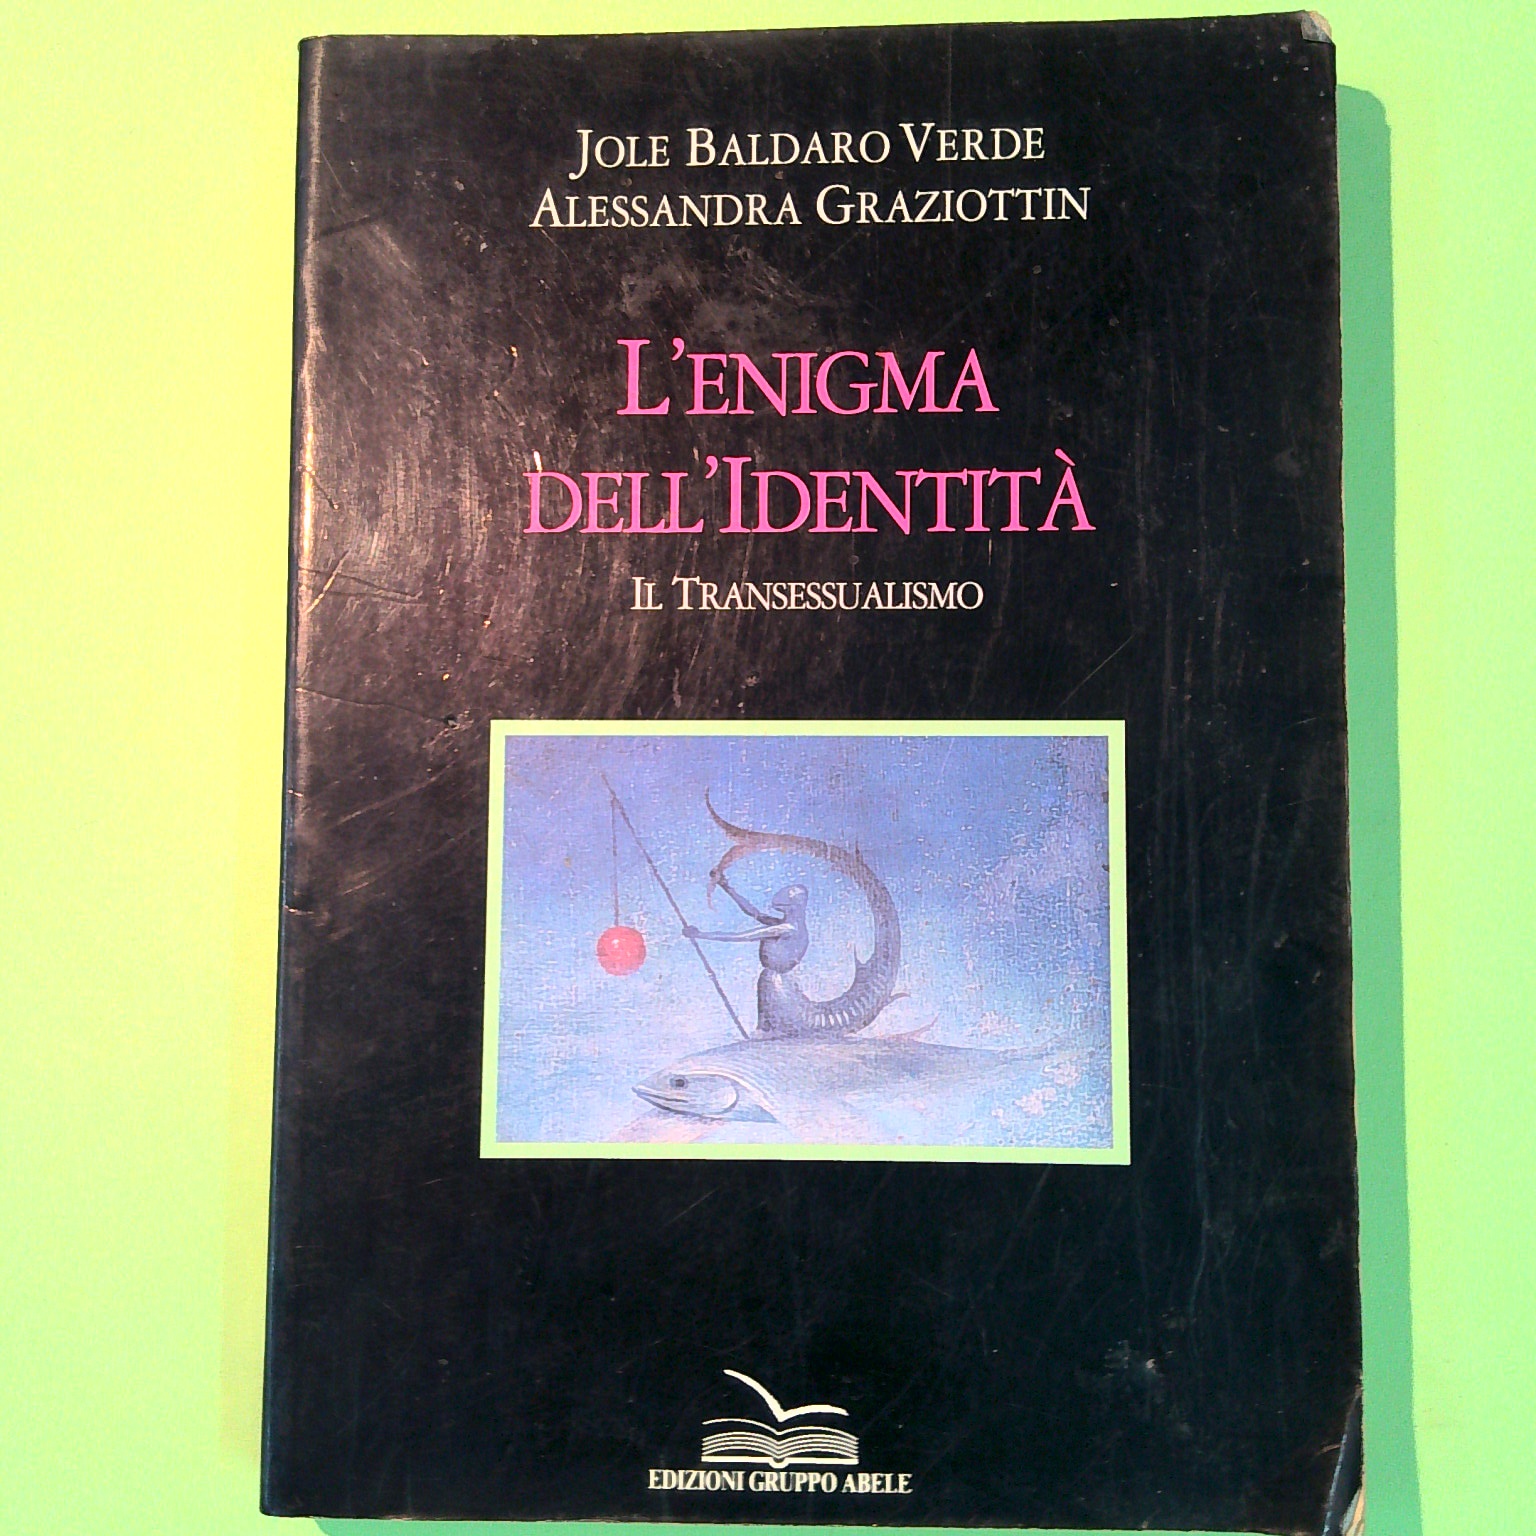 JOLE BALDARO VERDE
ALESSANDRA GRAZIOTTIN
L'ENIGMA
DELL'IDENTITÀ
IL TRANSESSUALISMO
EDIZIONI GRUPPO ABELE